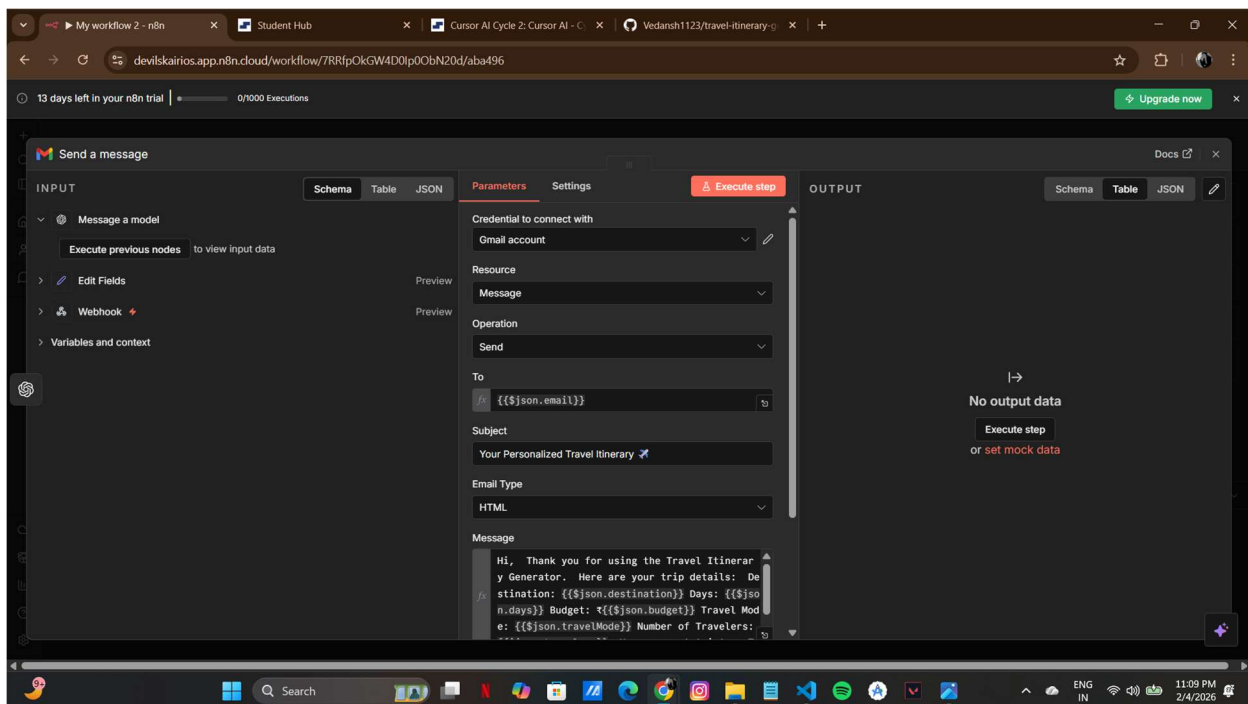 My workflow 2 - n8n
Student Hub
Cursor AI Cycle 2: Cursor AI - C
Vedansh1123/travel-itinerary-g
devilskairios.app.n8n.cloud/workflow/7RRfpOkGW4D0Ip0ObN20d/aba496
13 days left in your n8n trial
0/1000 Executions
Upgrade now
Send a message
Docs
INPUT
Schema Table JSON
Message a model
Execute previous nodes to view input data
Edit Fields Preview
Webhook Preview
Variables and context
Parameters Settings
Execute step
Credential to connect with
Gmail account
Resource
Message
Operation
Send
To
fx {{$json.email}}
Subject
Your Personalized Travel Itinerary ✈️
Email Type
HTML
Message
Hi, Thank you for using the Travel Itinerar
y Generator. Here are your trip details: De
fx stination: {{$json.destination}} Days: {{$jso
n.days}} Budget: ₹{{$json.budget}} Travel Mod
e: {{$json.travelMode}} Number of Travelers:
OUTPUT
Schema Table JSON
No output data
Execute step
or set mock data
9+
Search
ENG
IN
11:09 PM
2/4/2026